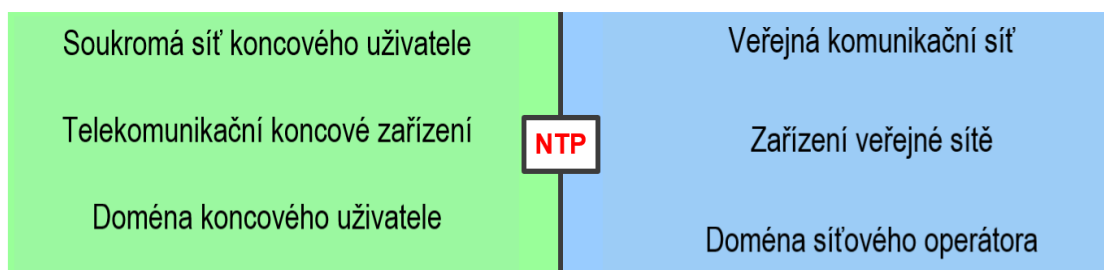 Soukromá síť koncového uživatele
Telekomunikační koncové zařízení
Doména koncového uživatele
NTP
Veřejná komunikační síť
Zařízení veřejné sítě
Doména síťového operátora